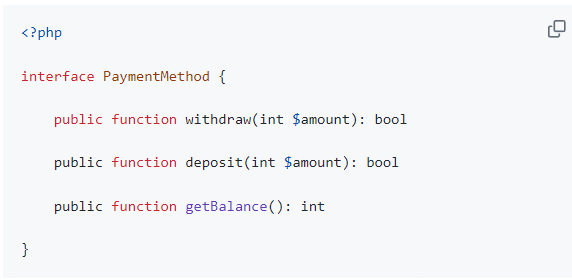 <?php
interface PaymentMethod {
public function withdraw(int $amount): bool
public function deposit(int $amount): bool
public function getBalance(): int
}